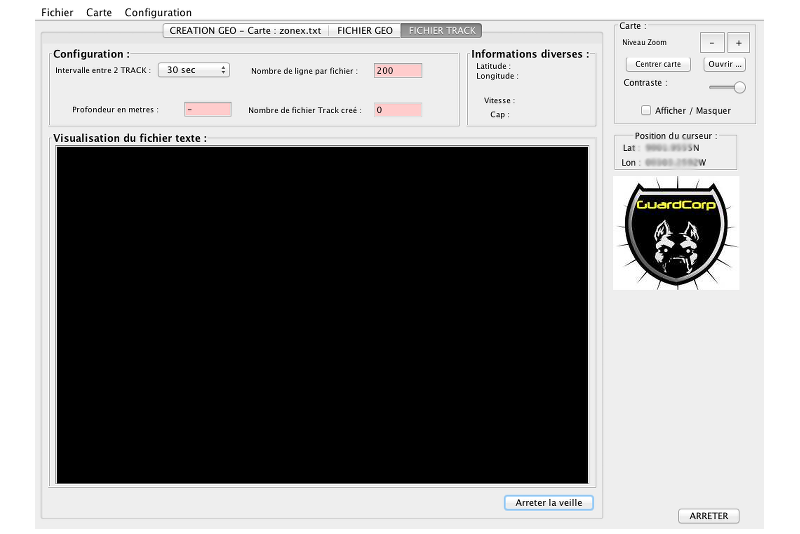 Fichier Carte Configuration
CREATION GEO - Carte : zonex.txt FICHIER GEO FICHIER TRACK
Configuration :
Intervalle entre 2 TRACK : 30 sec Nombre de ligne par fichier : 200
Profondeur en metres : - Nombre de fichier Track creé : 0
Informations diverses :
Latitude :
Longitude :
Vitesse :
Cap :
Visualisation du fichier texte :
Arreter la veille
Carte :
Niveau Zoom - +
Centrer carte Ouvrir ...
Contraste :
Afficher / Masquer
Position du curseur :
Lat : N
Lon : W
GuardCorp
ARRETER